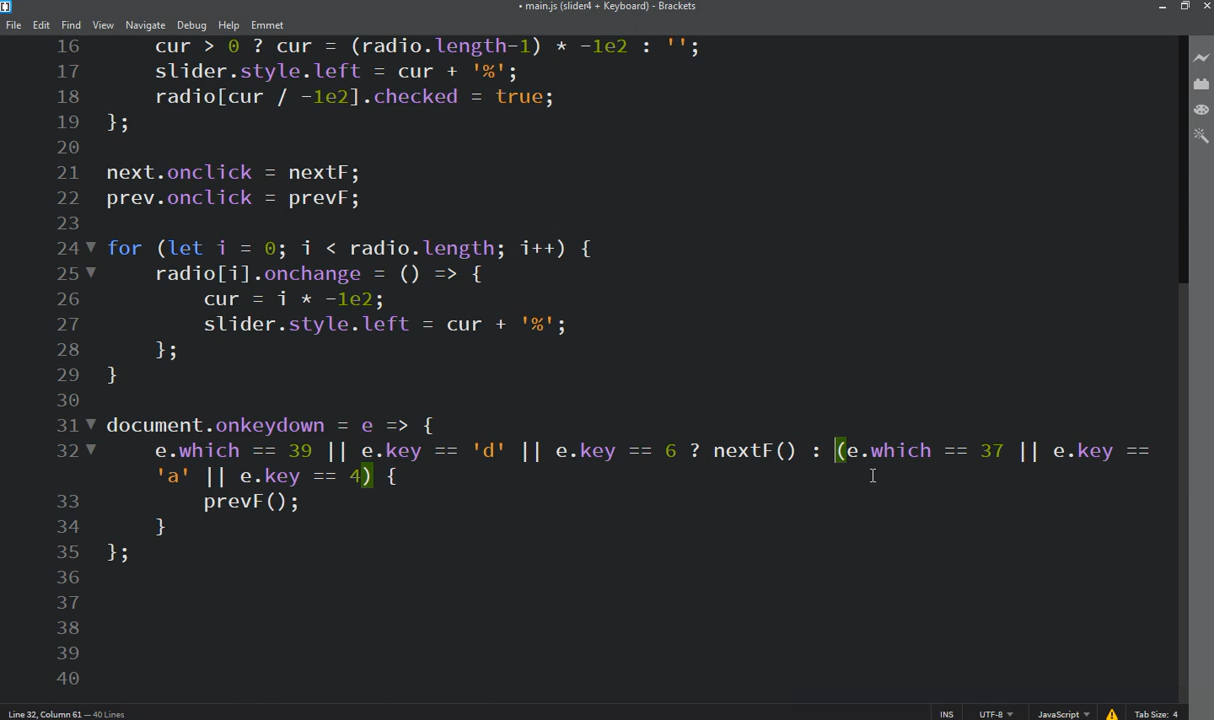 • main.js (slider4 + Keyboard) - Brackets
File Edit Find View Navigate Debug Help Emmet
16 cur > 0 ? cur = (radio.length-1) * -1e2 : '';
17 slider.style.left = cur + '%';
18 radio[cur / -1e2].checked = true;
19 };
20
21 next.onclick = nextF;
22 prev.onclick = prevF;
23
24 for (let i = 0; i < radio.length; i++) {
25 radio[i].onchange = () => {
26 cur = i * -1e2;
27 slider.style.left = cur + '%';
28 };
29 }
30
31 document.onkeydown = e => {
32 e.which == 39 || e.key == 'd' || e.key == 6 ? nextF() : (e.which == 37 || e.key ==
'a' || e.key == 4) {
33 prevF();
34 }
35 };
36
37
38
39
40
Line 32, Column 61 — 40 Lines INS UTF-8 JavaScript Tab Size: 4